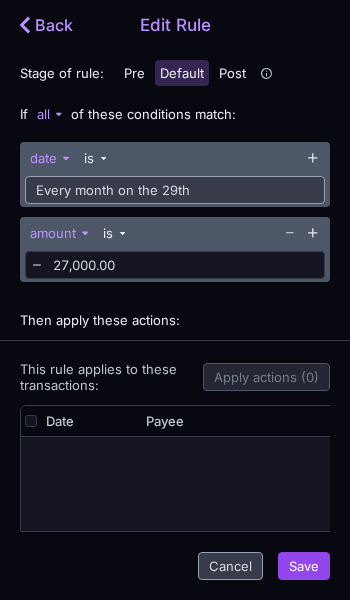 Back
Edit Rule
Stage of rule: Pre Default Post
If all of these conditions match:
date is +
Every month on the 29th
amount is − +
− 27,000.00
Then apply these actions:
This rule applies to these
transactions:
Apply actions (0)
Date Payee
Cancel Save